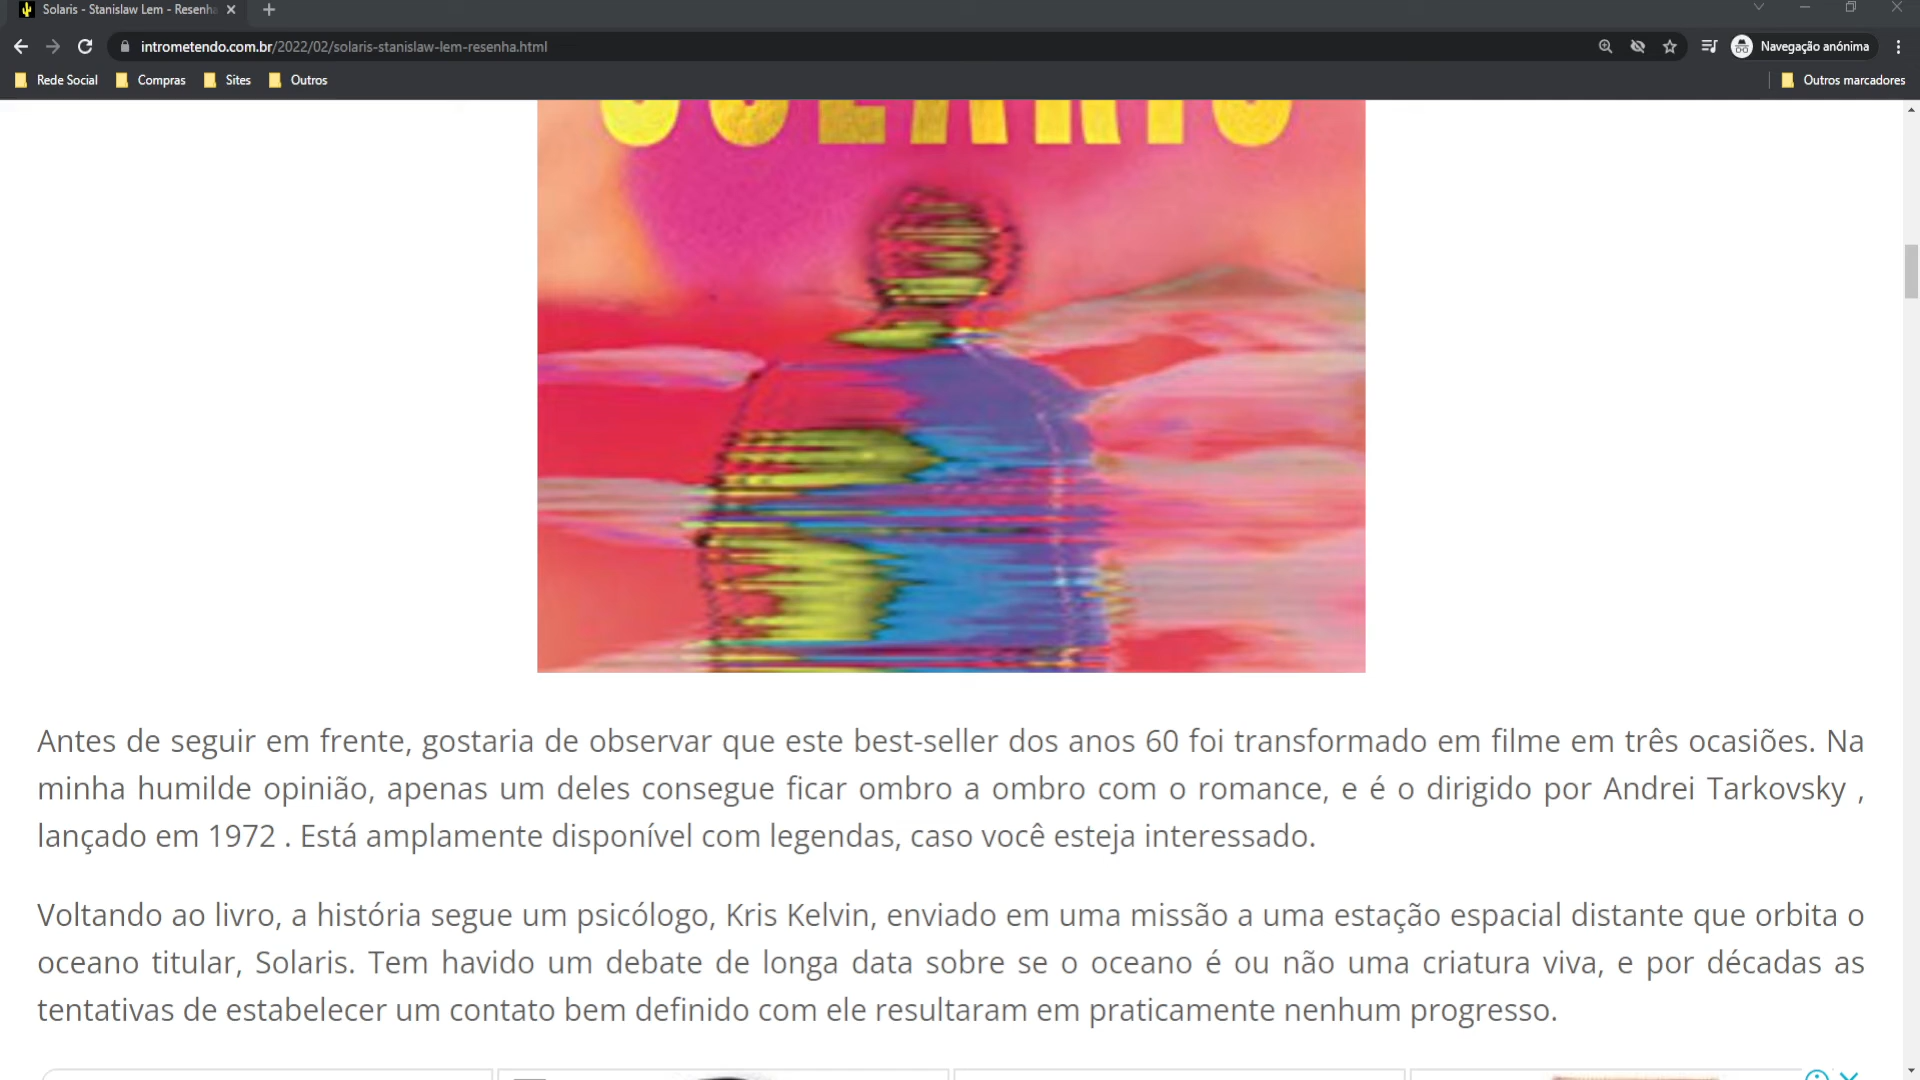 Solaris - Stanislaw Lem - Resenh
intrometendo.com.br/2022/02/solaris-stanislaw-lem-resenha.html
Navegação anónima
Rede Social
Compras
Sites
Outros
Outros marcadores
SOLARIS
Antes de seguir em frente, gostaria de observar que este best-seller dos anos 60 foi transformado em filme em três ocasiões. Na
minha humilde opinião, apenas um deles consegue ficar ombro a ombro com o romance, e é o dirigido por Andrei Tarkovsky ,
lançado em 1972 . Está amplamente disponível com legendas, caso você esteja interessado.
Voltando ao livro, a história segue um psicólogo, Kris Kelvin, enviado em uma missão a uma estação espacial distante que orbita o
oceano titular, Solaris. Tem havido um debate de longa data sobre se o oceano é ou não uma criatura viva, e por décadas as
tentativas de estabelecer um contato bem definido com ele resultaram em praticamente nenhum progresso.